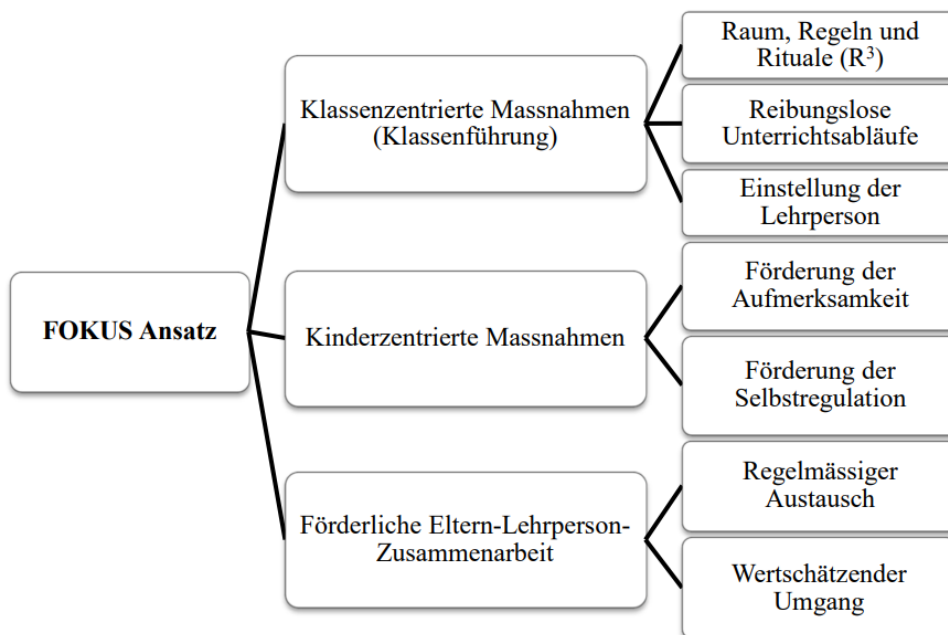 FOKUS Ansatz
Klassenzentrierte Massnahmen
(Klassenführung)
Raum, Regeln und
Rituale (R³)
Reibungslose
Unterrichtsabläufe
Einstellung der
Lehrperson
Kinderzentrierte Massnahmen
Förderung der
Aufmerksamkeit
Förderung der
Selbstregulation
Förderliche Eltern-Lehrperson-
Zusammenarbeit
Regelmässiger
Austausch
Wertschätzender
Umgang